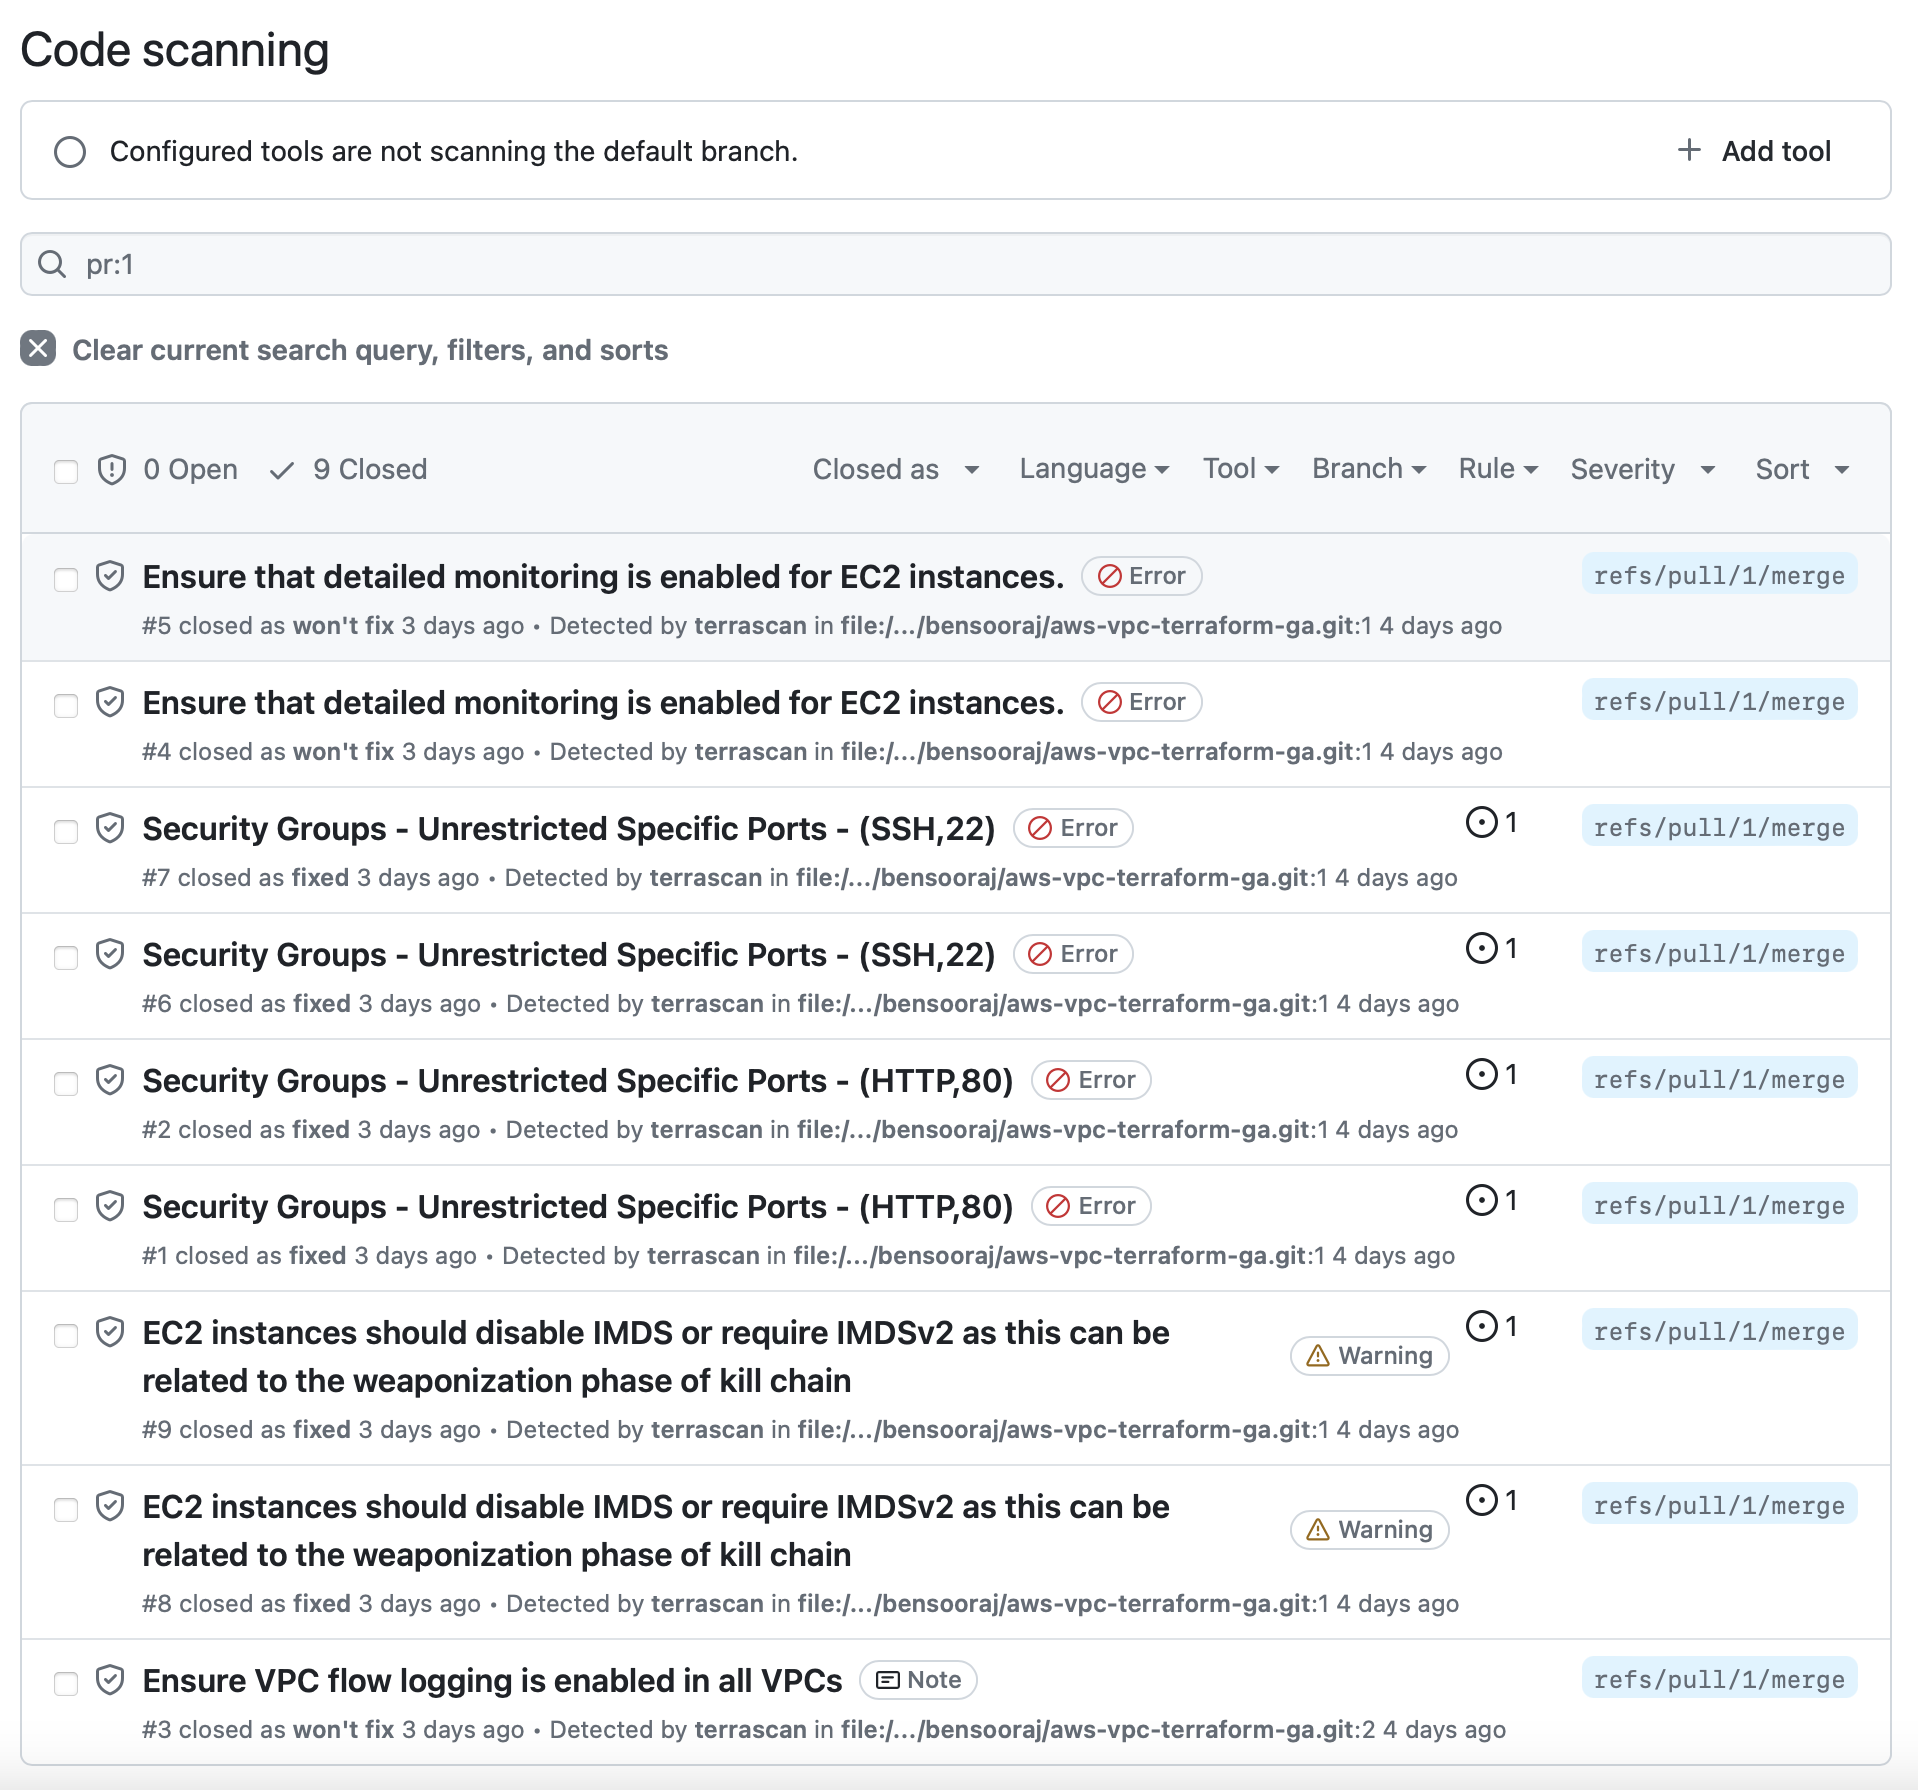 Code scanning
Configured tools are not scanning the default branch.
Add tool
pr:1
Clear current search query, filters, and sorts
0 Open 9 Closed Closed as Language Tool Branch Rule Severity Sort
Ensure that detailed monitoring is enabled for EC2 instances. Error refs/pull/1/merge
#5 closed as won't fix 3 days ago • Detected by terrascan in file:/.../bensooraj/aws-vpc-terraform-ga.git:1 4 days ago
Ensure that detailed monitoring is enabled for EC2 instances. Error refs/pull/1/merge
#4 closed as won't fix 3 days ago • Detected by terrascan in file:/.../bensooraj/aws-vpc-terraform-ga.git:1 4 days ago
Security Groups - Unrestricted Specific Ports - (SSH,22) Error 1 refs/pull/1/merge
#7 closed as fixed 3 days ago • Detected by terrascan in file:/.../bensooraj/aws-vpc-terraform-ga.git:1 4 days ago
Security Groups - Unrestricted Specific Ports - (SSH,22) Error 1 refs/pull/1/merge
#6 closed as fixed 3 days ago • Detected by terrascan in file:/.../bensooraj/aws-vpc-terraform-ga.git:1 4 days ago
Security Groups - Unrestricted Specific Ports - (HTTP,80) Error 1 refs/pull/1/merge
#2 closed as fixed 3 days ago • Detected by terrascan in file:/.../bensooraj/aws-vpc-terraform-ga.git:1 4 days ago
Security Groups - Unrestricted Specific Ports - (HTTP,80) Error 1 refs/pull/1/merge
#1 closed as fixed 3 days ago • Detected by terrascan in file:/.../bensooraj/aws-vpc-terraform-ga.git:1 4 days ago
EC2 instances should disable IMDS or require IMDSv2 as this can be
related to the weaponization phase of kill chain Warning 1 refs/pull/1/merge
#9 closed as fixed 3 days ago • Detected by terrascan in file:/.../bensooraj/aws-vpc-terraform-ga.git:1 4 days ago
EC2 instances should disable IMDS or require IMDSv2 as this can be
related to the weaponization phase of kill chain Warning 1 refs/pull/1/merge
#8 closed as fixed 3 days ago • Detected by terrascan in file:/.../bensooraj/aws-vpc-terraform-ga.git:1 4 days ago
Ensure VPC flow logging is enabled in all VPCs Note refs/pull/1/merge
#3 closed as won't fix 3 days ago • Detected by terrascan in file:/.../bensooraj/aws-vpc-terraform-ga.git:2 4 days ago